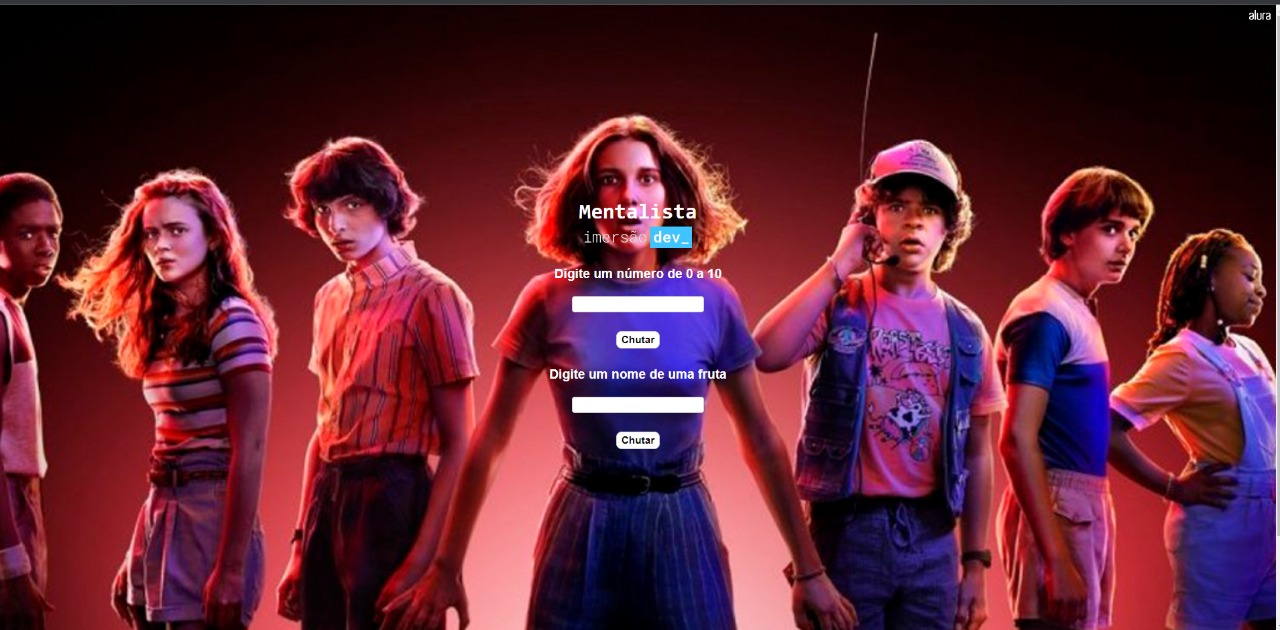 alura
Mentalista
imersão dev_
Digite um número de 0 a 10
Chutar
Digite um nome de uma fruta
Chutar